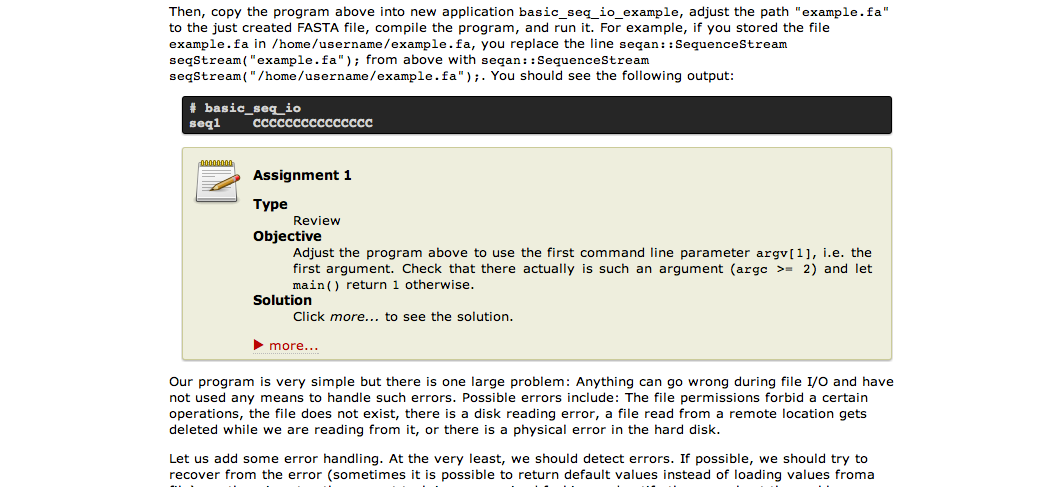 Then, copy the program above into new application basic_seq_io_example, adjust the path "example.fa"
to the just created FASTA file, compile the program, and run it. For example, if you stored the file
example.fa in /home/username/example.fa, you replace the line seqan::SequenceStream
seqStream("example.fa"); from above with seqan::SequenceStream
seqStream("/home/username/example.fa");. You should see the following output:
# basic_seq_io
seq1    CCCCCCCCCCCCCCC
Assignment 1
Type
Review
Objective
Adjust the program above to use the first command line parameter argv[1], i.e. the
first argument. Check that there actually is such an argument (argc >= 2) and let
main() return 1 otherwise.
Solution
Click more... to see the solution.
more...
Our program is very simple but there is one large problem: Anything can go wrong during file I/O and have
not used any means to handle such errors. Possible errors include: The file permissions forbid a certain
operations, the file does not exist, there is a disk reading error, a file read from a remote location gets
deleted while we are reading from it, or there is a physical error in the hard disk.
Let us add some error handling. At the very least, we should detect errors. If possible, we should try to
recover from the error (sometimes it is possible to return default values instead of loading values froma